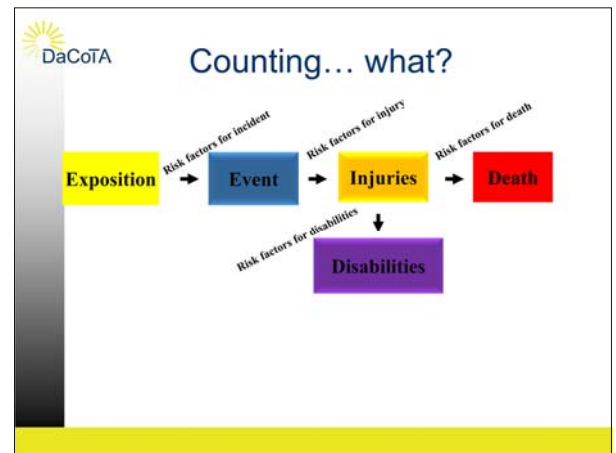 DaCoTA
Counting… what?
Risk factors for incident
Risk factors for injury
Risk factors for death
Exposition
Event
Injuries
Death
Risk factors for disabilities
Disabilities